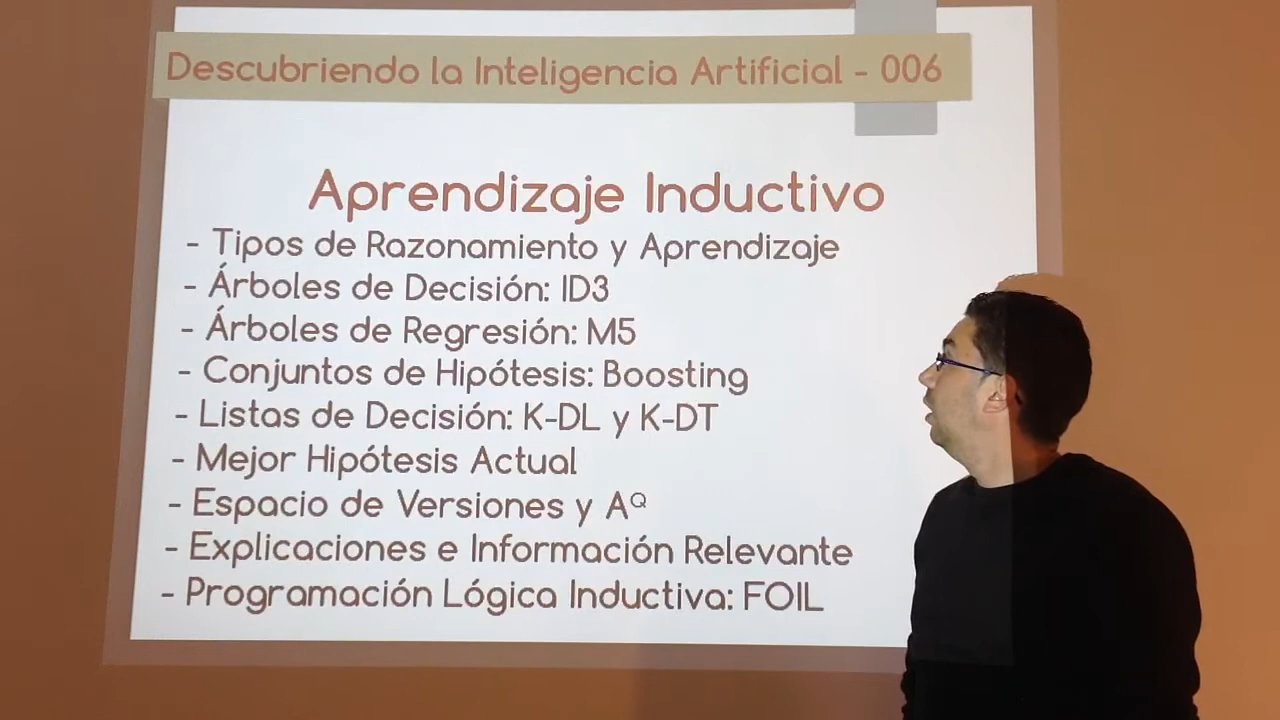 Descubriendo la Inteligencia Artificial - 006
Aprendizaje Inductivo
- Tipos de Razonamiento y Aprendizaje
- Árboles de Decisión: ID3
- Árboles de Regresión: M5
- Conjuntos de Hipótesis: Boosting
- Listas de Decisión: K-DL y K-DT
- Mejor Hipótesis Actual
- Espacio de Versiones y A^Q
- Explicaciones e Información Relevante
- Programación Lógica Inductiva: FOIL